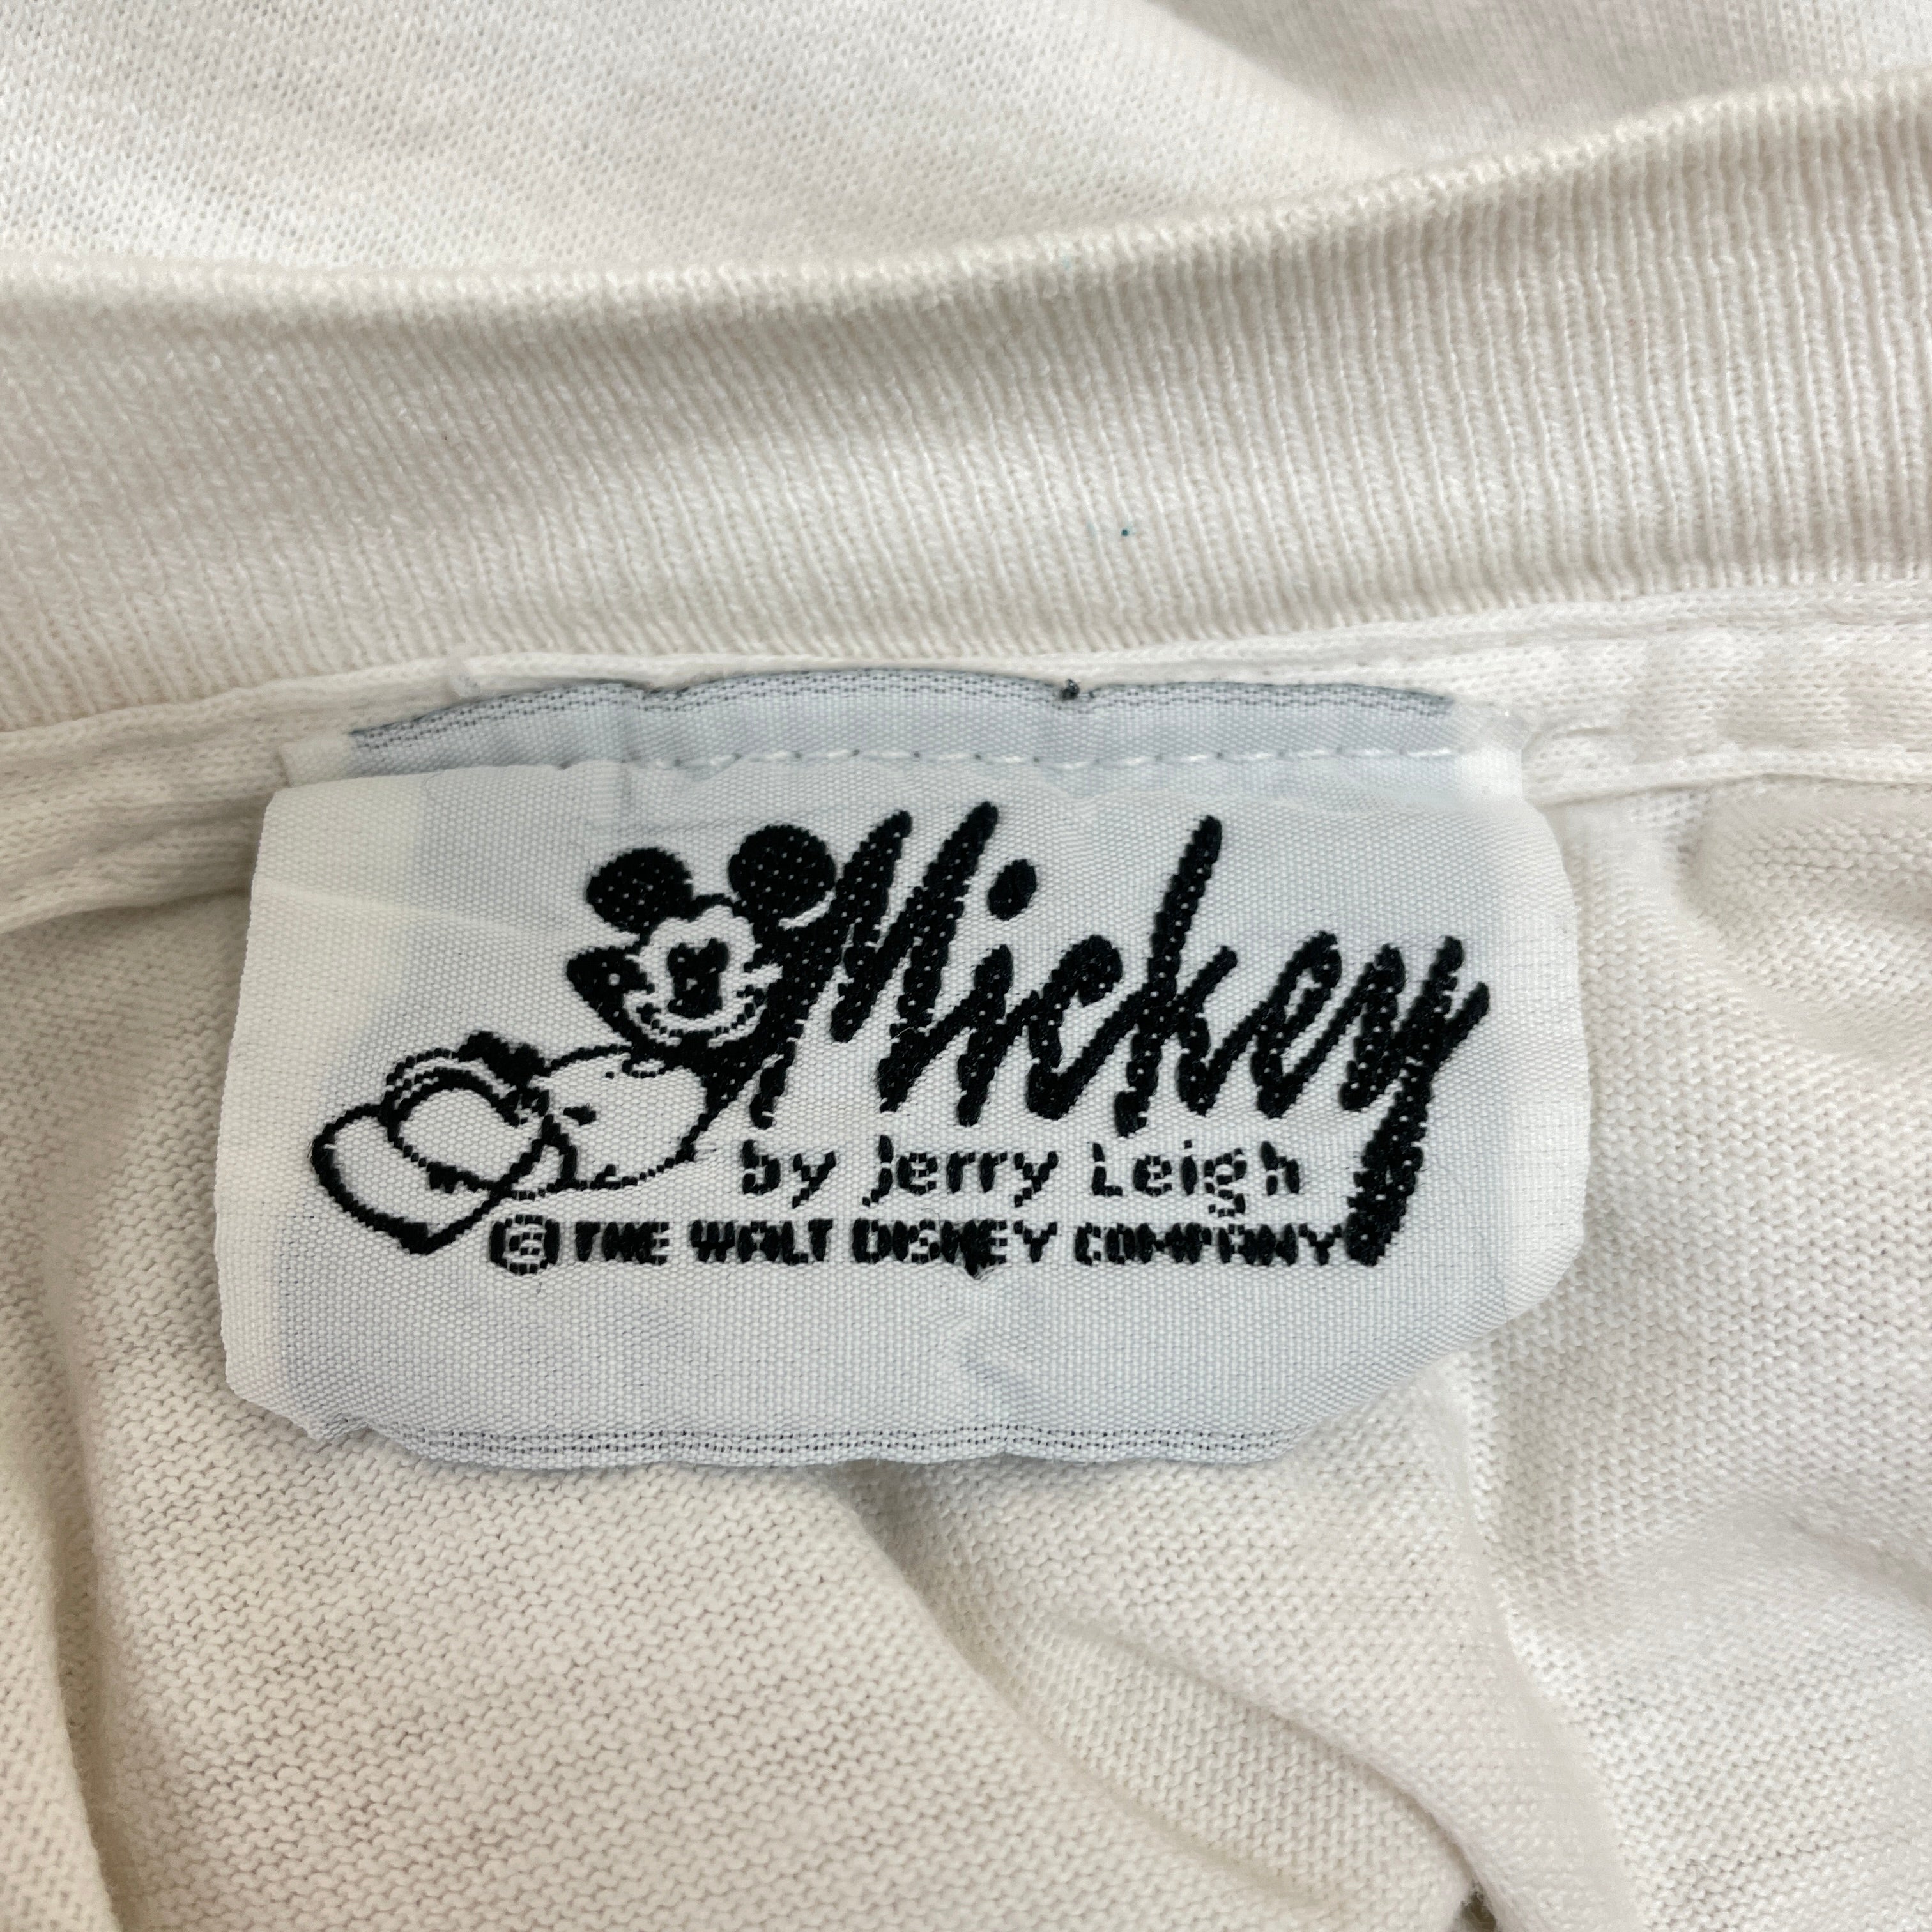 Mickey
by Jerry Leigh
© THE WALT DISNEY COMPANY